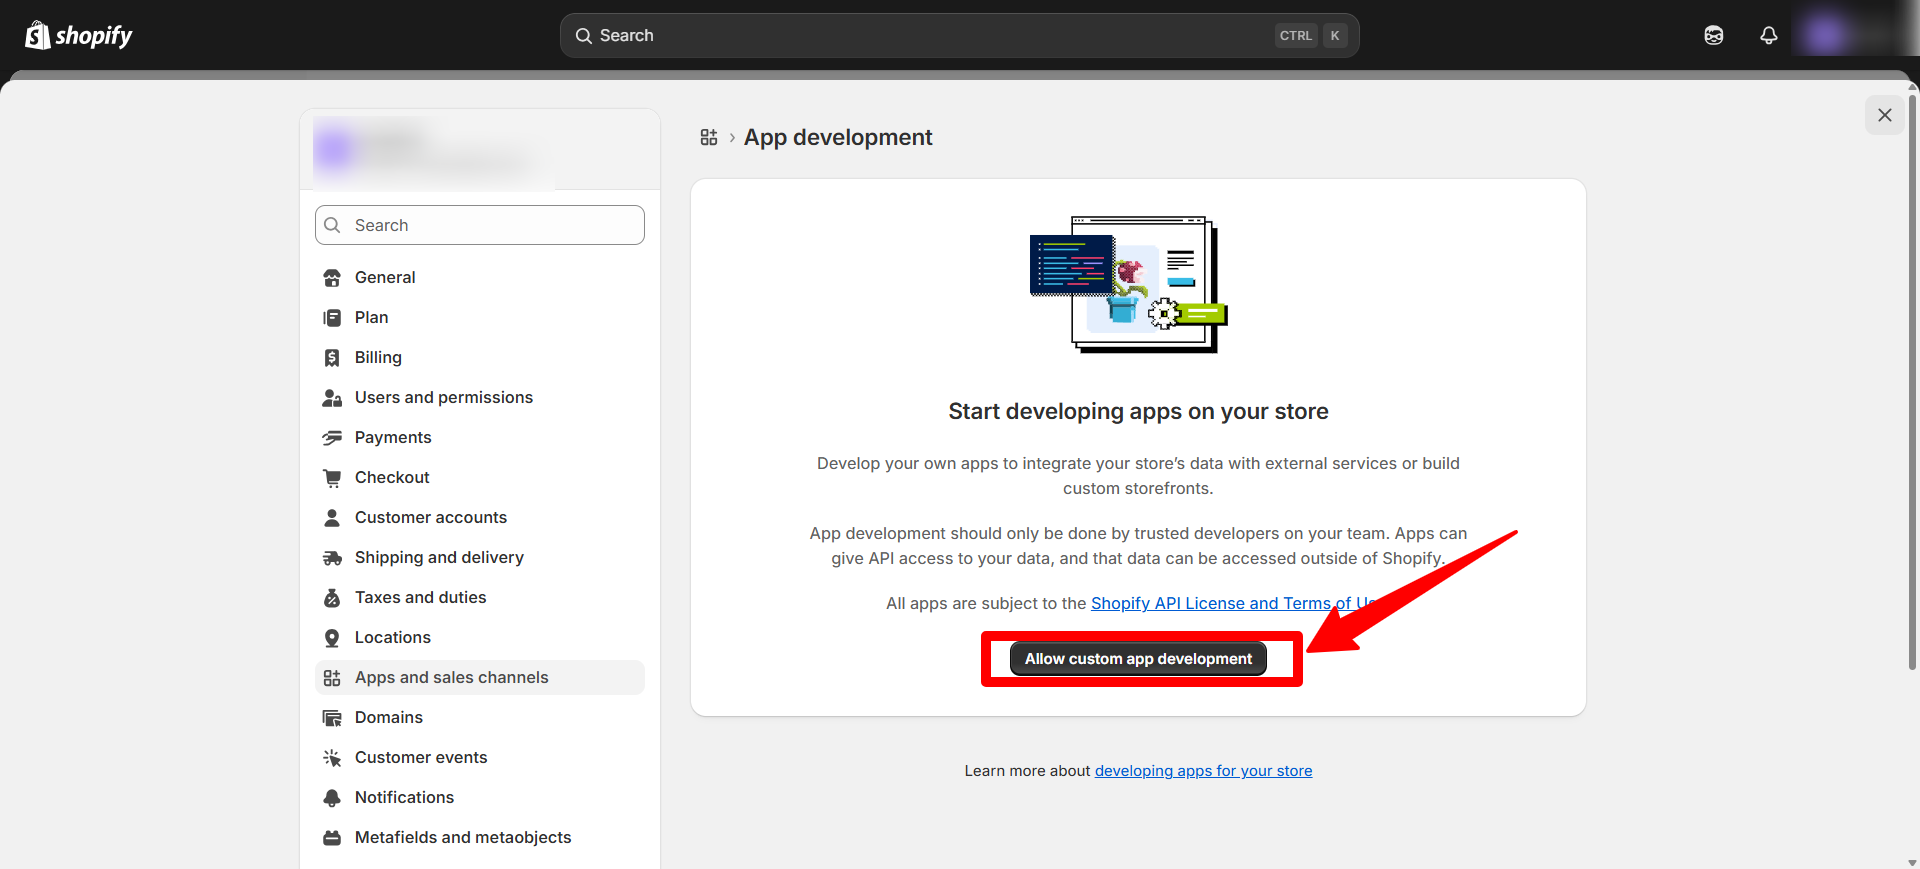 shopify
Search
CTRL K
Search
General
Plan
Billing
Users and permissions
Payments
Checkout
Customer accounts
Shipping and delivery
Taxes and duties
Locations
Apps and sales channels
Domains
Customer events
Notifications
Metafields and metaobjects
App development
Start developing apps on your store
Develop your own apps to integrate your store’s data with external services or build
custom storefronts.
App development should only be done by trusted developers on your team. Apps can
give API access to your data, and that data can be accessed outside of Shopify.
All apps are subject to the Shopify API License and Terms of
Allow custom app development
Learn more about developing apps for your store